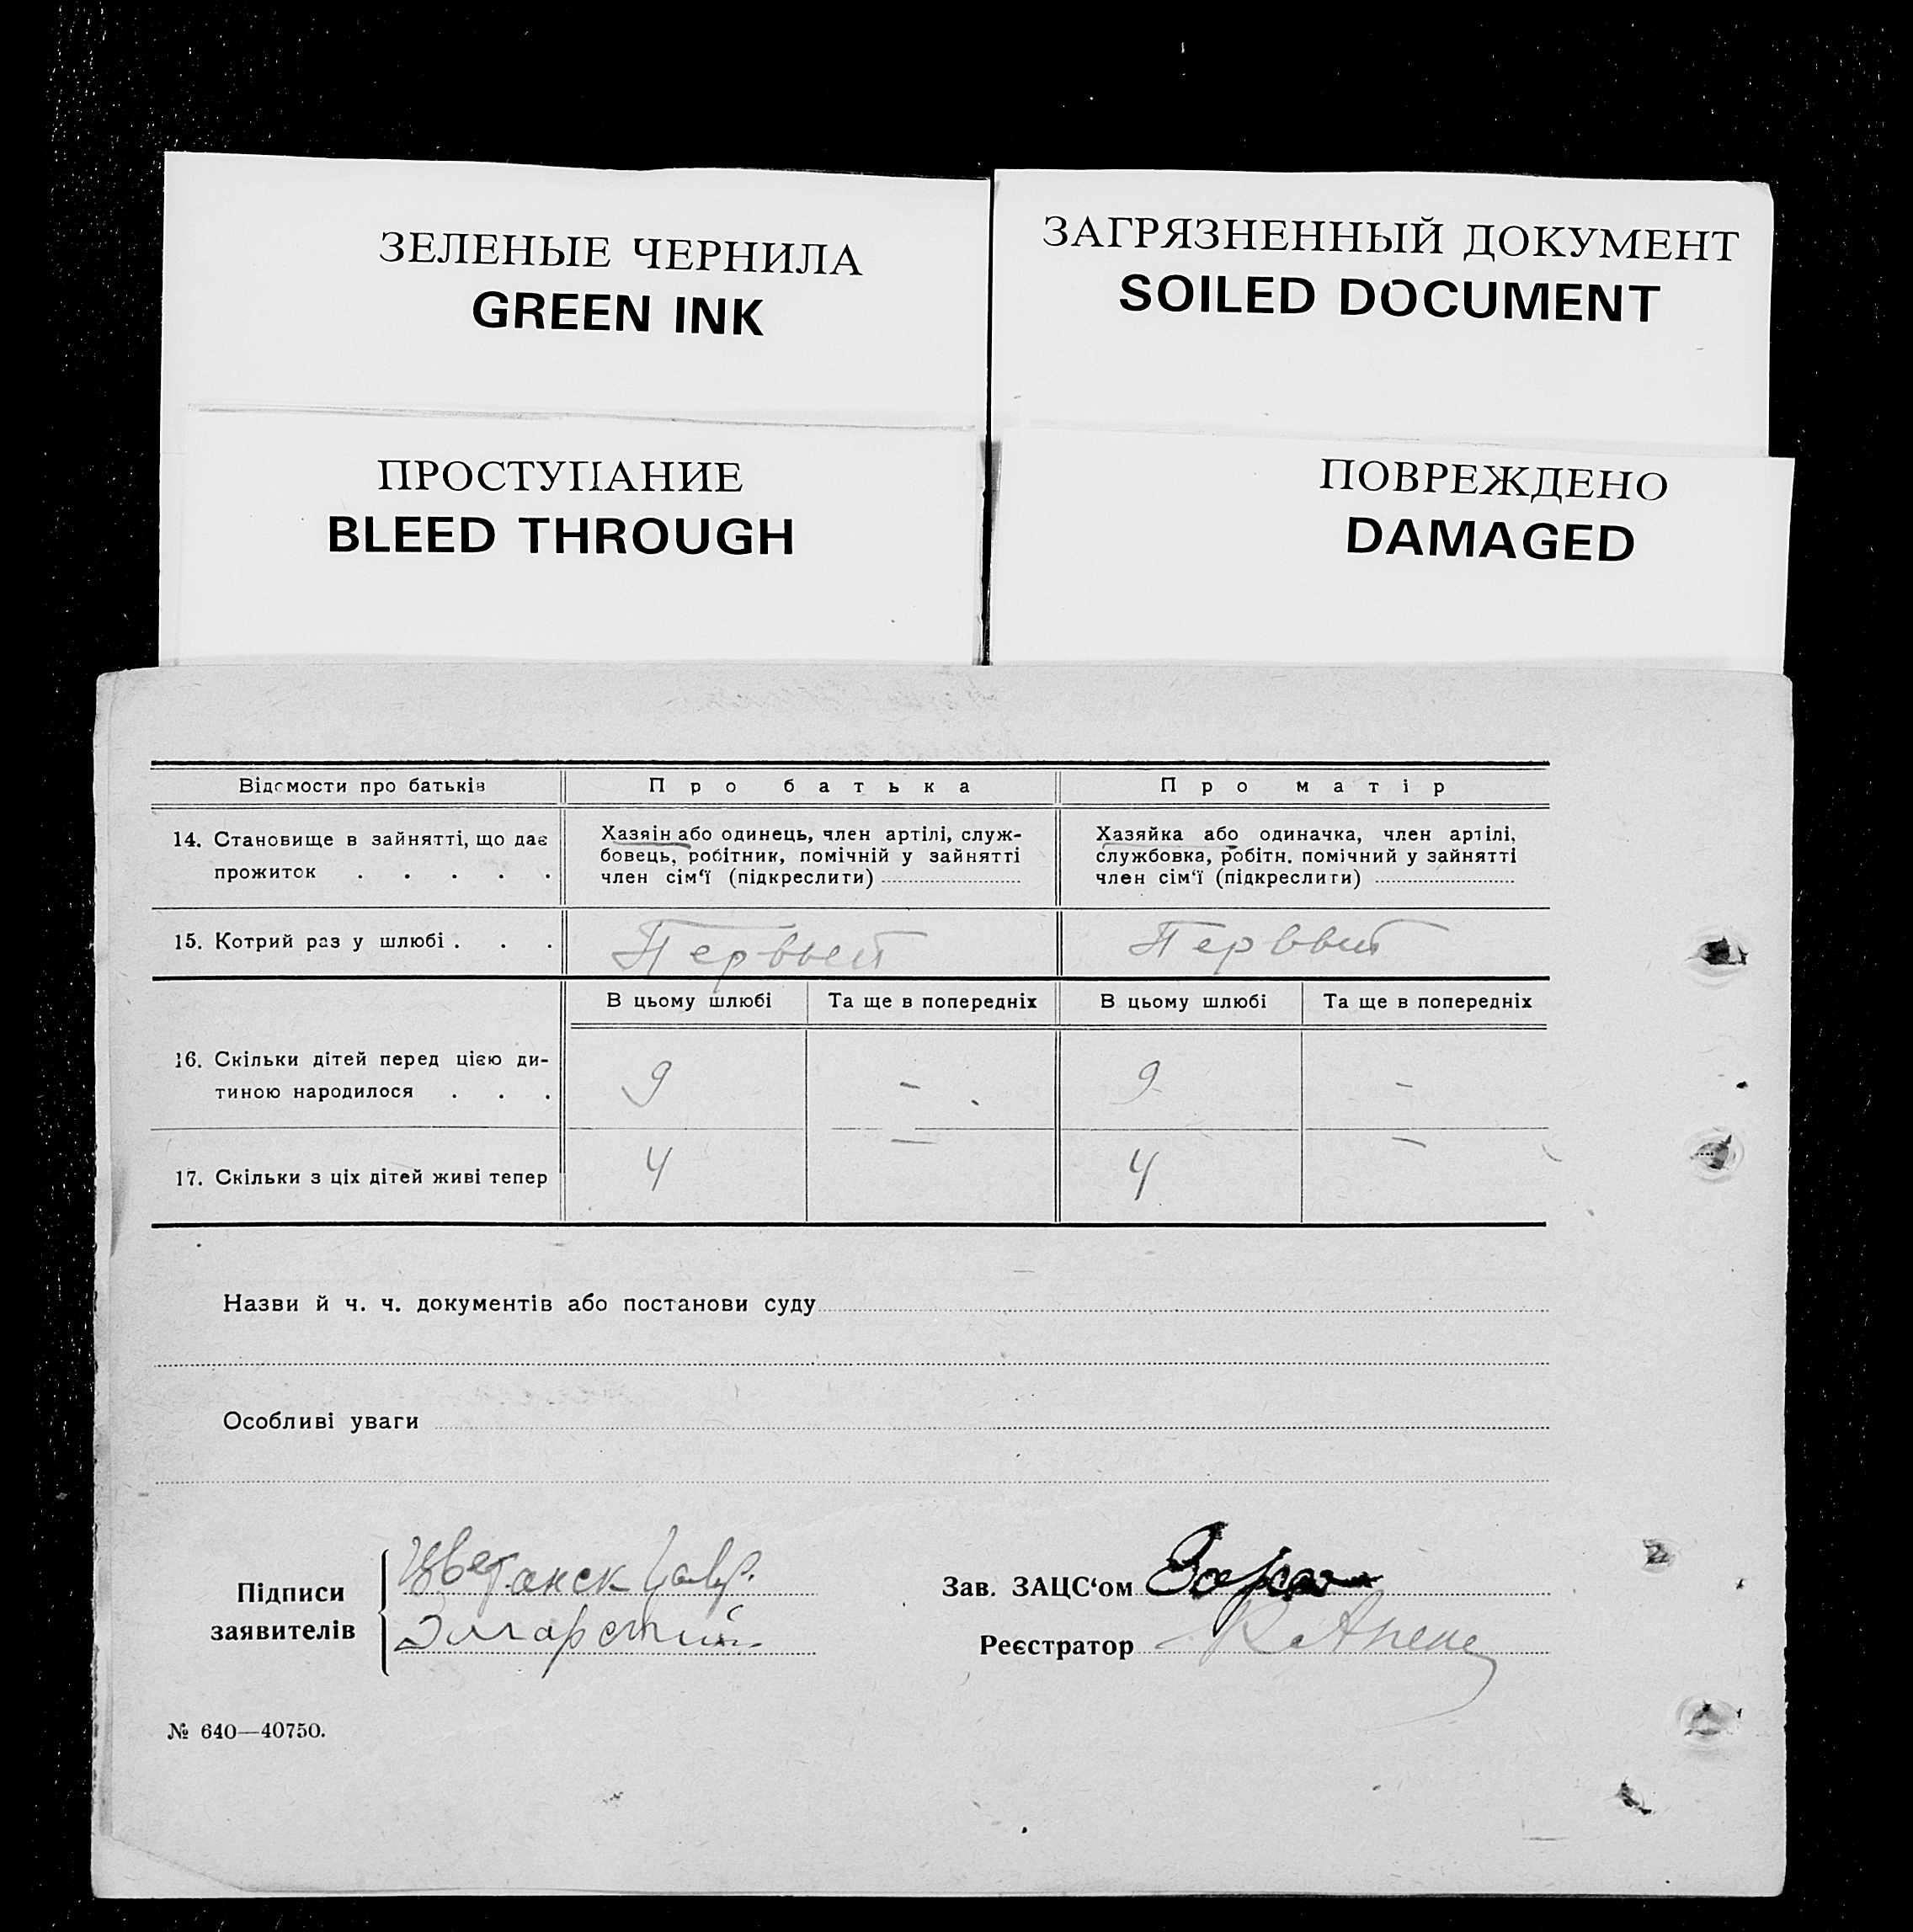 ЗЕЛЕНЫЕ ЧЕРНИЛА
GREEN INK
ЗАГРЯЗНЕННЫЙ ДОКУМЕНТ
SOILED DOCUMENT
ПРОСТУПАНИЕ
BLEED THROUGH
ПОВРЕЖДЕНО
DAMAGED
Відомости про батьків
Про батька
Про матір
14. Становище в зайнятті, що дає
прожиток . . . . .
Хазяін або одинець, член артілі, служ-
бовець, робітник, помічній у зайнятті
член сім‘ї (підкреслити)
Хазяйка або одиначка, член артілі,
службовка, робітн. помічний у зайнятті
член сім‘ї (підкреслити)
15. Котрий раз у шлюбі . . .
Первый
Первый
В цьому шлюбі
Та ще в попередніх
В цьому шлюбі
Та ще в попередніх
16. Скільки дітей перед цією ди-
тиною народилося . . .
9
-
9
-
17. Скільки з ціх дітей живі тепер
4
-
4
-
Назви й ч. ч. документів або постанови суду
Особливі уваги
Підписи
заявителів
Зав. ЗАЦС‘ом
Реєстратор
№ 640—40750.